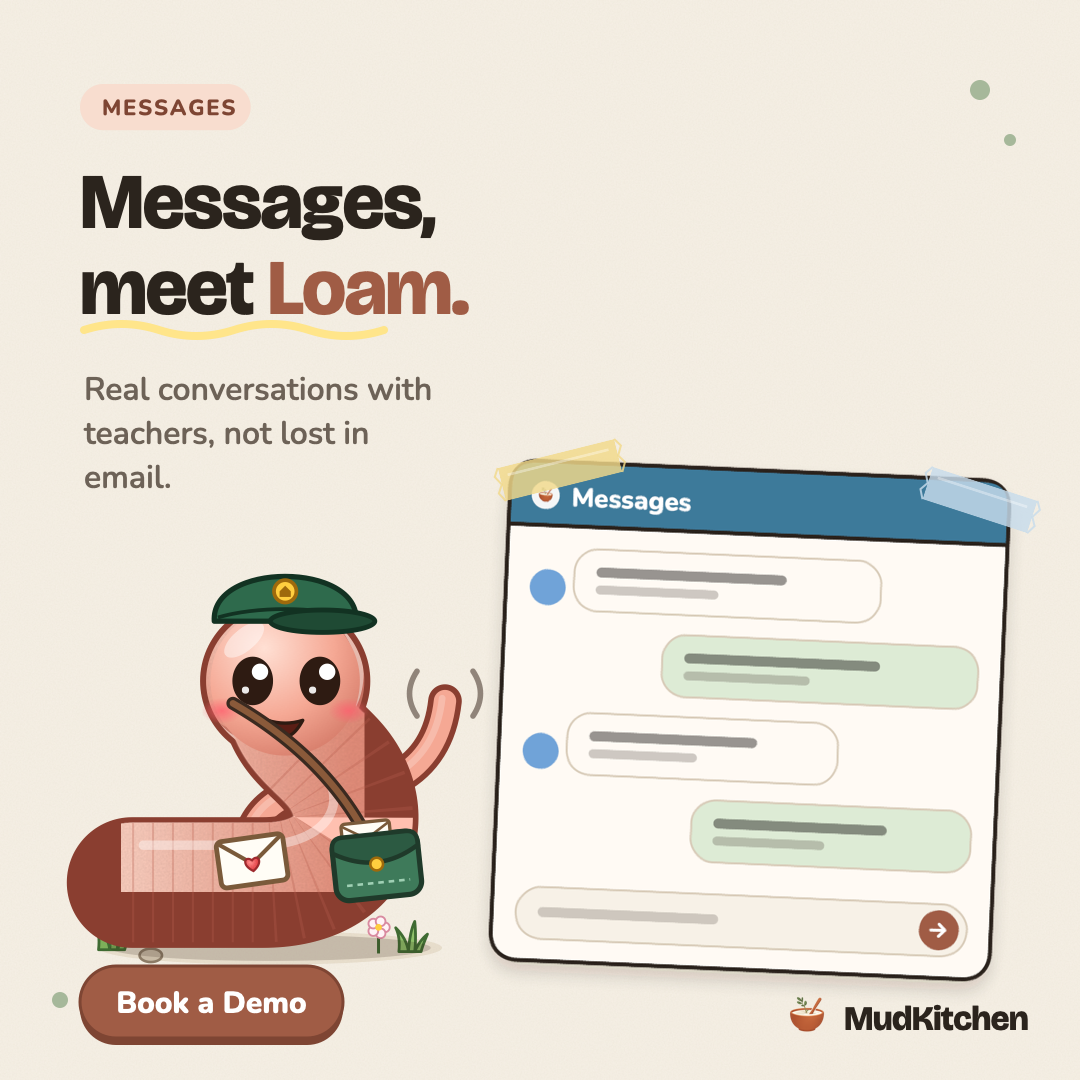 MESSAGES
Messages,
meet Loam.
Real conversations with
teachers, not lost in
email.
Messages
Book a Demo
MudKitchen